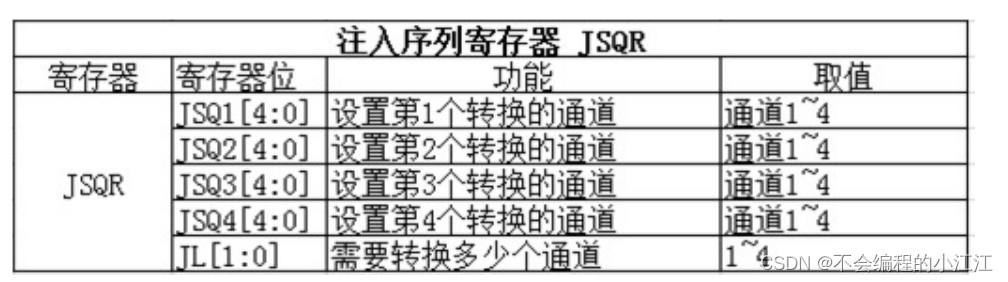 注入序列寄存器 JSQR
寄存器 寄存器位 功能 取值
JSQ1[4:0] 设置第1个转换的通道 通道1~4
JSQ2[4:0] 设置第2个转换的通道 通道1~4
JSQR JSQ3[4:0] 设置第3个转换的通道 通道1~4
JSQ4[4:0] 设置第4个转换的通道 通道1~4
JL[1:0] 需要转换多少个通道 1~4
CSDN @不会编程的小江江